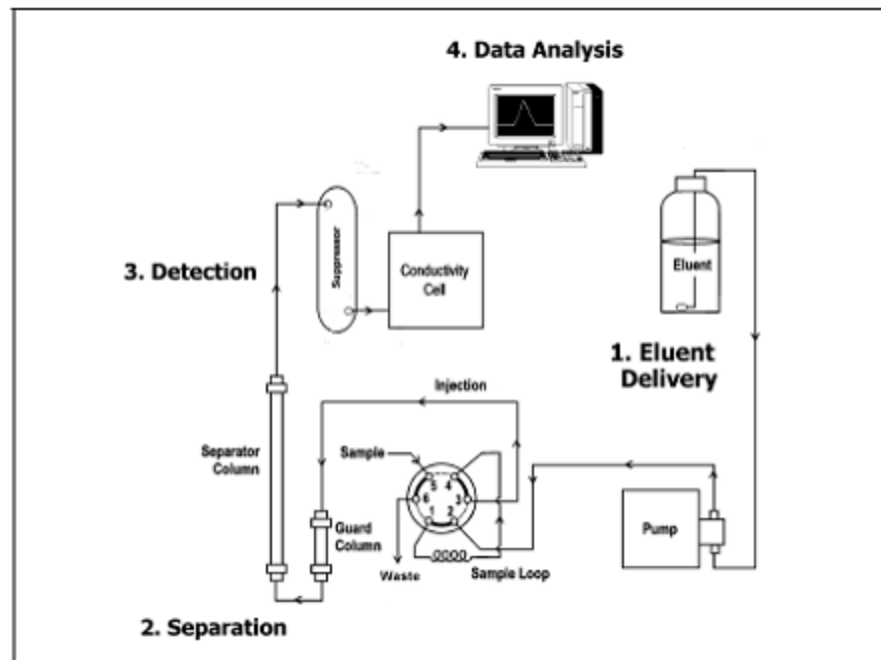 4. Data Analysis
Eluent
Suppressor
3. Detection
Conductivity
Cell
1. Eluent
Delivery
Injection
Separator
Column
Sample
5 4
6 3
1 2
Guard
Column
Pump
Waste
Sample Loop
2. Separation